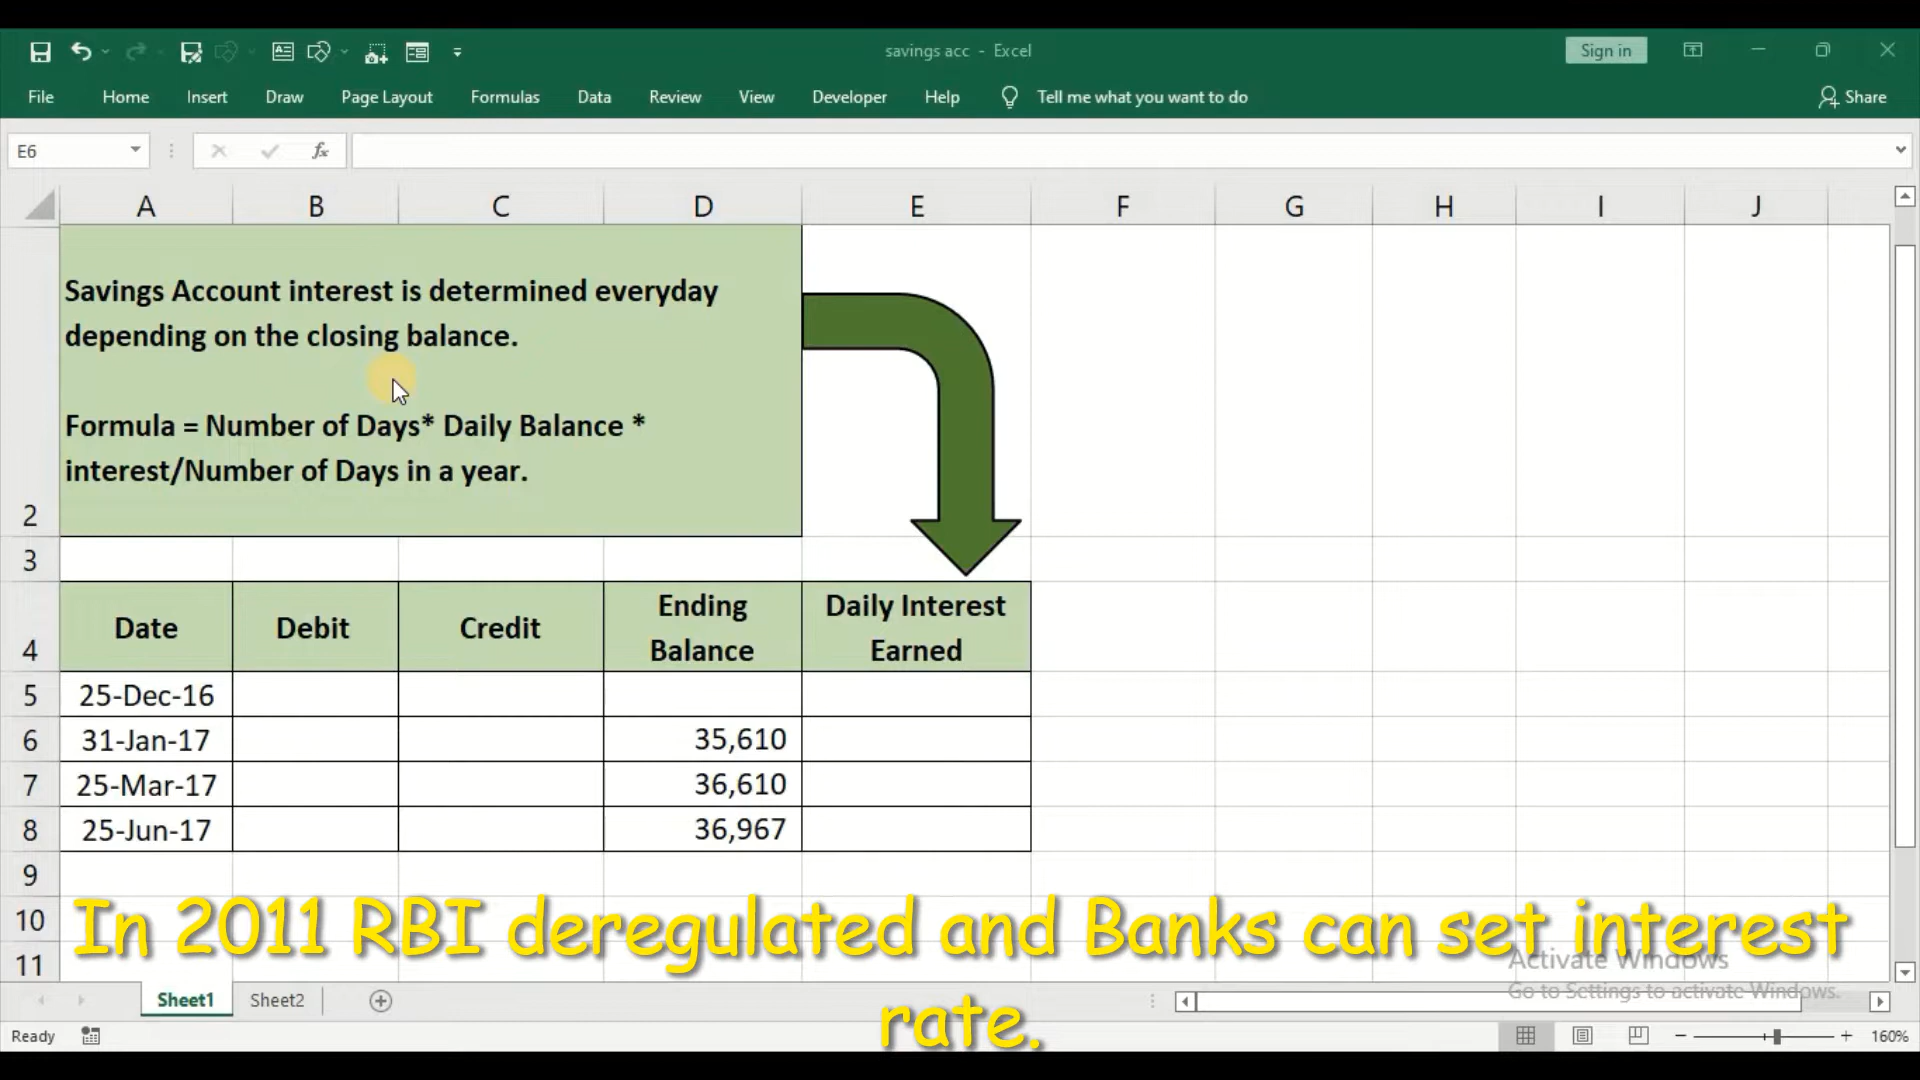 savings acc - Excel
Sign in
File Home Insert Draw Page Layout Formulas Data Review View Developer Help Tell me what you want to do Share
E6 fx
A B C D E F G H I J
Savings Account interest is determined everyday
depending on the closing balance.
Formula = Number of Days* Daily Balance *
interest/Number of Days in a year.
2
3
4 Date Debit Credit Ending Balance Daily Interest Earned
5 25-Dec-16
6 31-Jan-17 35,610
7 25-Mar-17 36,610
8 25-Jun-17 36,967
9
10
11
In 2011 RBI deregulated and Banks can set interest
rate.
Activate Windows
Go to Settings to activate Windows.
Sheet1 Sheet2
Ready 160%